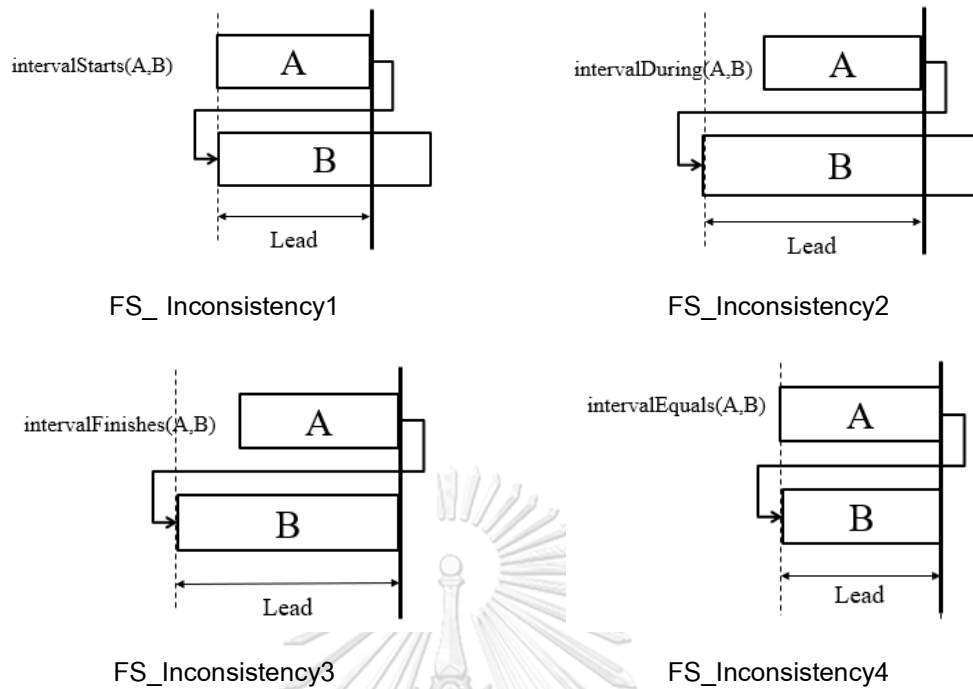 intervalStarts(A,B)
A
B
Lead
FS_ Inconsistency1
intervalDuring(A,B)
A
B
Lead
FS_Inconsistency2
intervalFinishes(A,B)
A
B
Lead
FS_Inconsistency3
intervalEquals(A,B)
A
B
Lead
FS_Inconsistency4